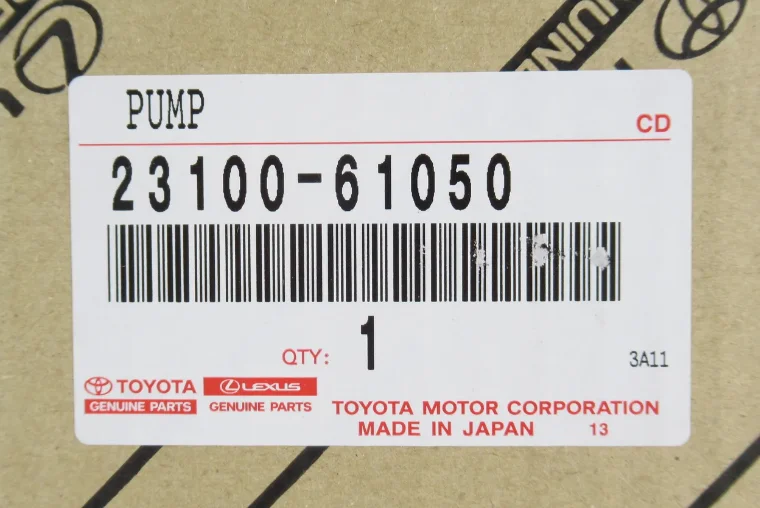 UINE
PUMP
CD
23100-61050
QTY: 1
3A11
TOYOTA LEXUS
GENUINE PARTS GENUINE PARTS
TOYOTA MOTOR CORPORATION
MADE IN JAPAN 13